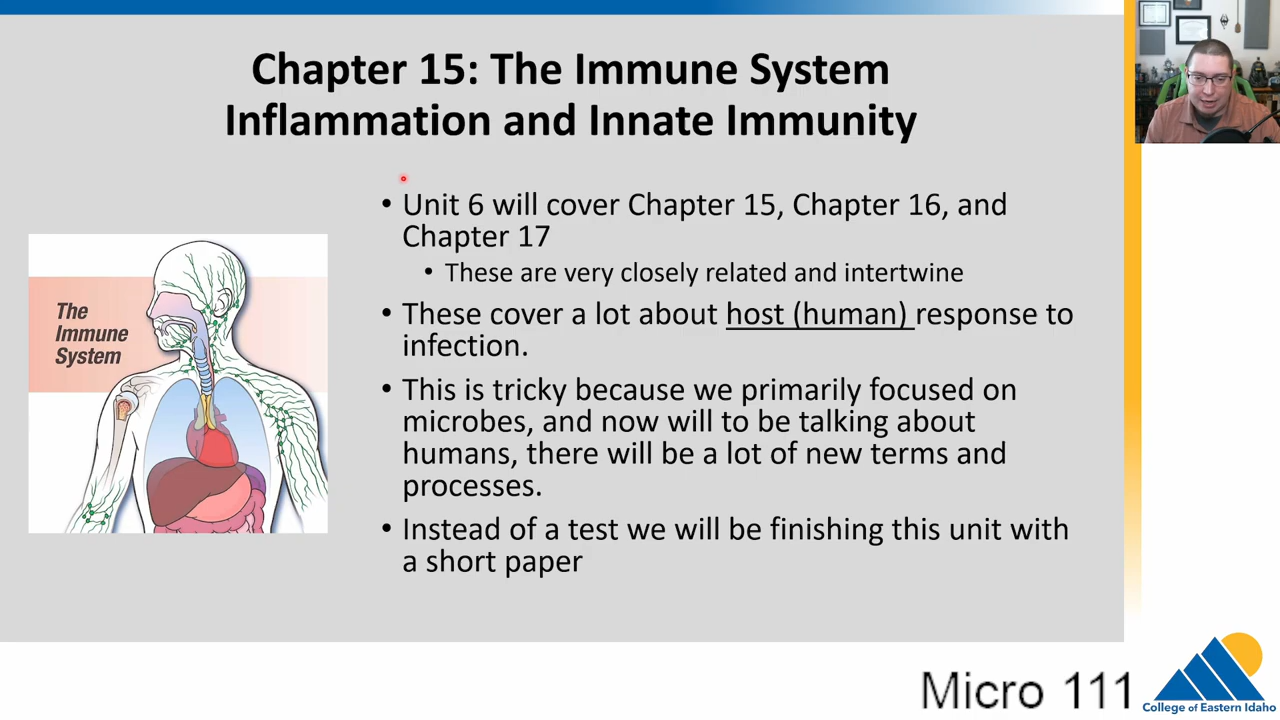 Chapter 15: The Immune System
Inflammation and Innate Immunity
• Unit 6 will cover Chapter 15, Chapter 16, and
Chapter 17
• These are very closely related and intertwine
• These cover a lot about host (human) response to
infection.
• This is tricky because we primarily focused on
microbes, and now will to be talking about
humans, there will be a lot of new terms and
processes.
• Instead of a test we will be finishing this unit with
a short paper
The
Immune
System
Micro 111
College of Eastern Idaho